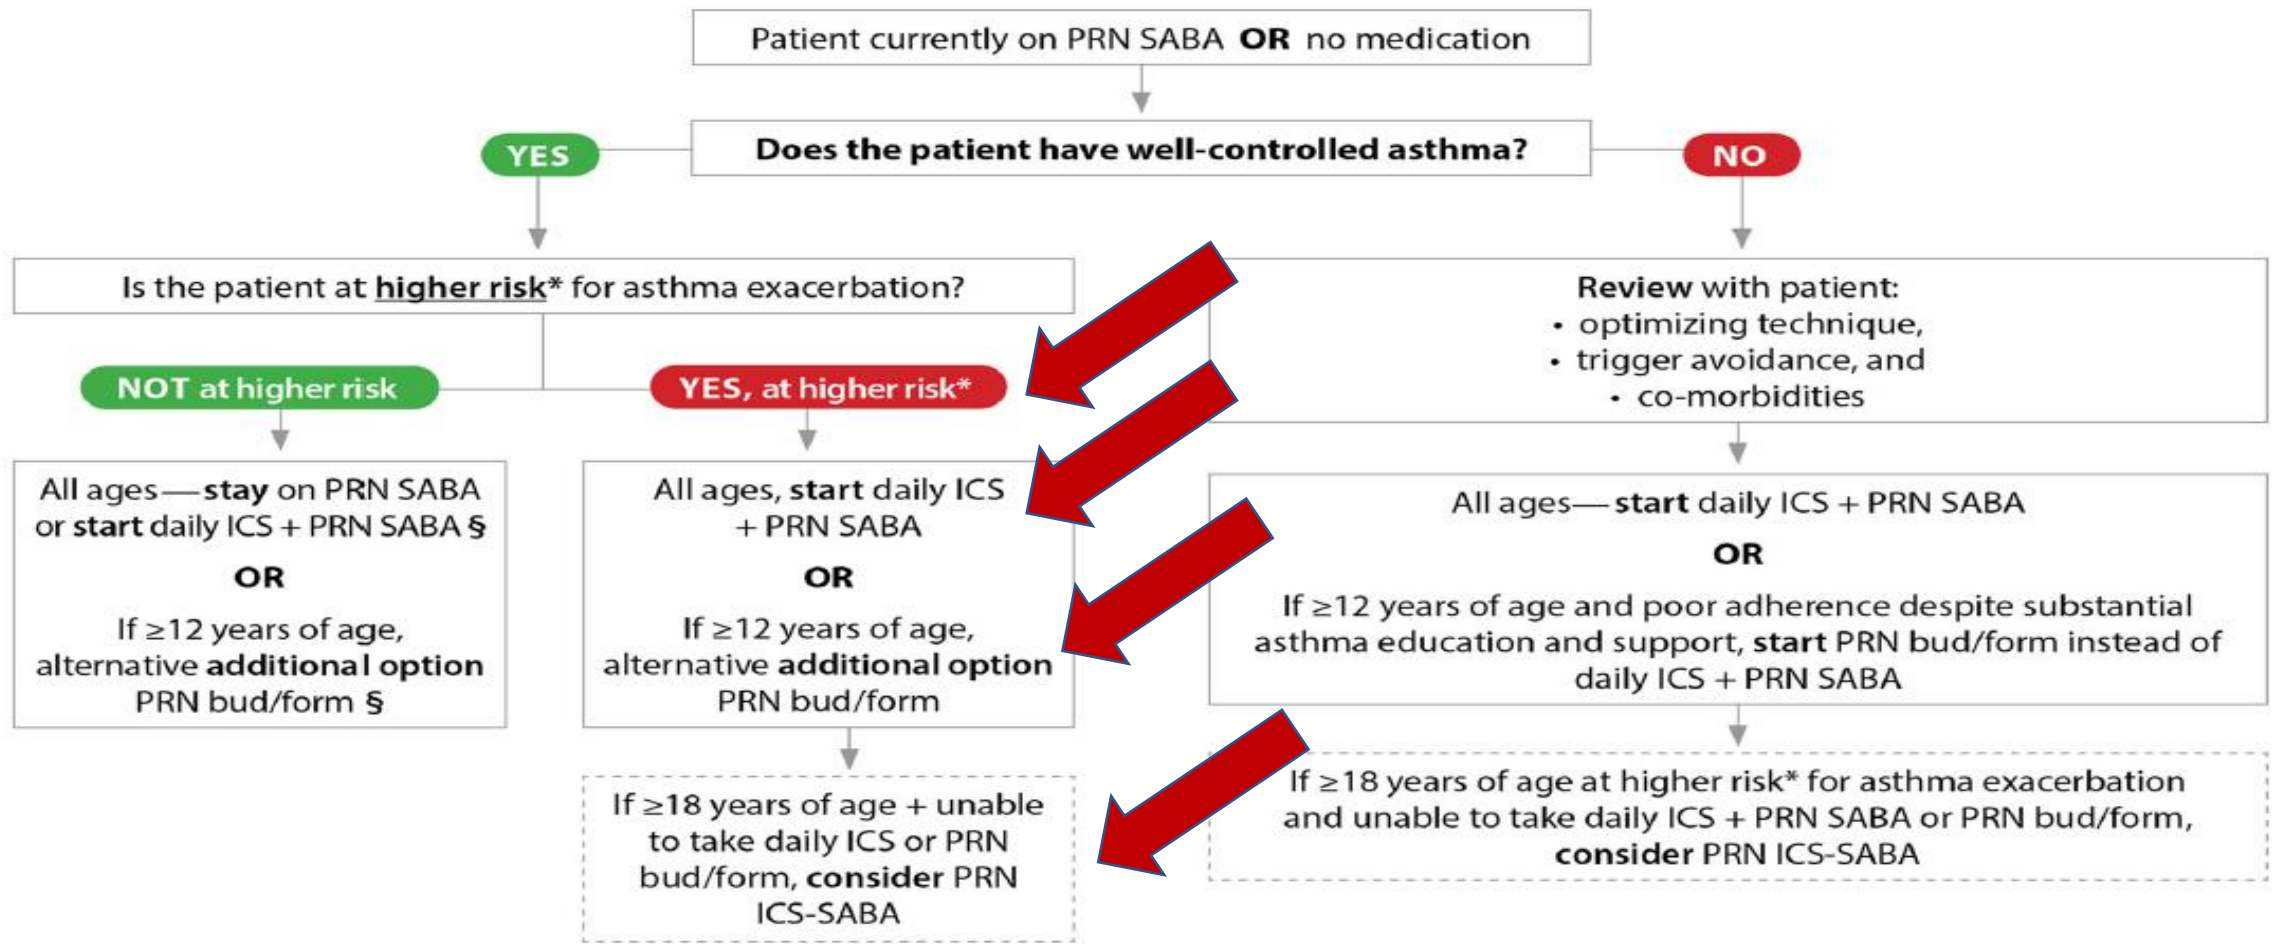 Patient currently on PRN SABA OR no medication
Does the patient have well-controlled asthma?
YES
NO
Is the patient at higher risk* for asthma exacerbation?
NOT at higher risk
YES, at higher risk*
All ages—stay on PRN SABA
or start daily ICS + PRN SABA §
OR
If ≥12 years of age,
alternative additional option
PRN bud/form §
All ages, start daily ICS
+ PRN SABA
OR
If ≥12 years of age,
alternative additional option
PRN bud/form
If ≥18 years of age + unable
to take daily ICS or PRN
bud/form, consider PRN
ICS-SABA
Review with patient:
• optimizing technique,
• trigger avoidance, and
• co-morbidities
All ages—start daily ICS + PRN SABA
OR
If ≥12 years of age and poor adherence despite substantial
asthma education and support, start PRN bud/form instead of
daily ICS + PRN SABA
If ≥18 years of age at higher risk* for asthma exacerbation
and unable to take daily ICS + PRN SABA or PRN bud/form,
consider PRN ICS-SABA